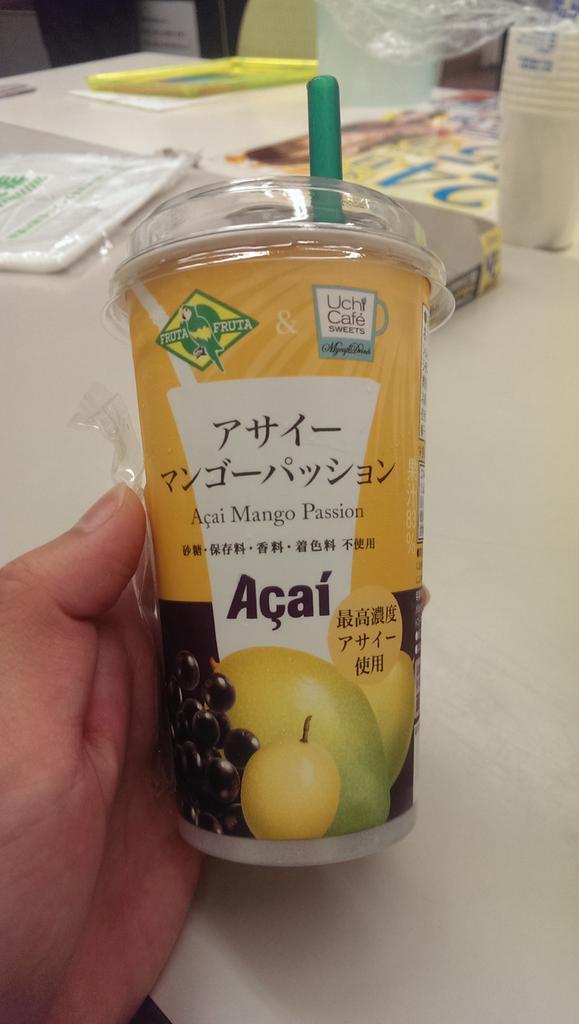 FRUTA FRUTA
&
Uchi
Café
SWEETS
アサイー
マンゴーパッション
Açai Mango Passion
砂糖・保存料・香料・着色料 不使用
Açaí
最高濃度
アサイー
使用